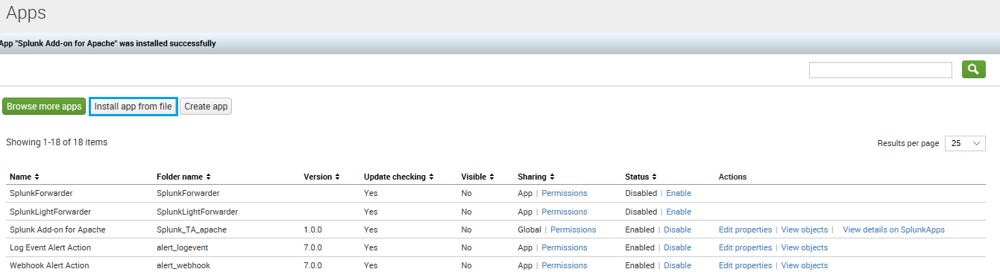 Apps
App "Splunk Add-on for Apache" was installed successfully
Browse more apps Install app from file Create app
Showing 1-18 of 18 items
Results per page 25
Name Folder name Version Update checking Visible Sharing Status Actions
SplunkForwarder SplunkForwarder Yes No App | Permissions Disabled | Enable
SplunkLightForwarder SplunkLightForwarder Yes No App | Permissions Disabled | Enable
Splunk Add-on for Apache Splunk_TA_apache 1.0.0 Yes No Global | Permissions Enabled | Disable Edit properties | View objects | View details on SplunkApps
Log Event Alert Action alert_logevent 7.0.0 Yes No App | Permissions Enabled | Disable Edit properties | View objects
Webhook Alert Action alert_webhook 7.0.0 Yes No App | Permissions Enabled | Disable Edit properties | View objects